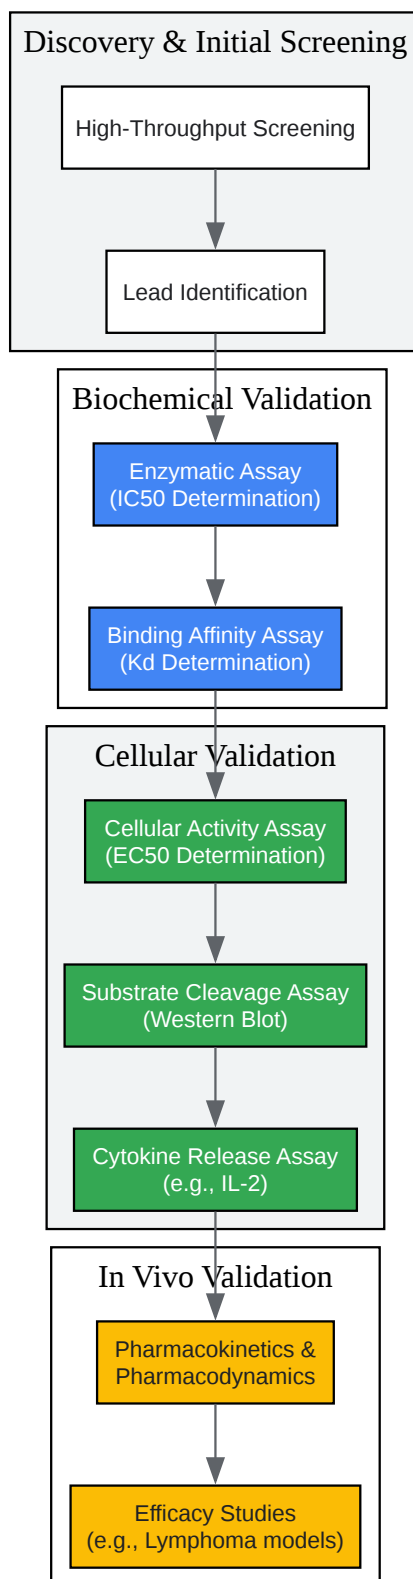 Discovery & Initial Screening
High-Throughput Screening
Lead Identification
Biochemical Validation
Enzymatic Assay
(IC50 Determination)
Binding Affinity Assay
(Kd Determination)
Cellular Validation
Cellular Activity Assay
(EC50 Determination)
Substrate Cleavage Assay
(Western Blot)
Cytokine Release Assay
(e.g., IL-2)
In Vivo Validation
Pharmacokinetics &
Pharmacodynamics
Efficacy Studies
(e.g., Lymphoma models)